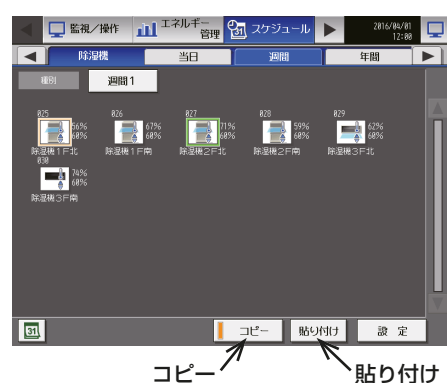 監視/操作 エネルギー管理 スケジュール 2016/04/01 12:00
除湿機 当日 週間 年間
種別 週間1
025 026 027 028 029
56% 67% 71% 59% 62%
60% 60% 60% 60% 60%
除湿機1F北 除湿機1F南 除湿機2F北 除湿機2F南 除湿機3F北
030
74%
60%
除湿機3F南
31 コピー 貼り付け 設 定
コピー 貼り付け